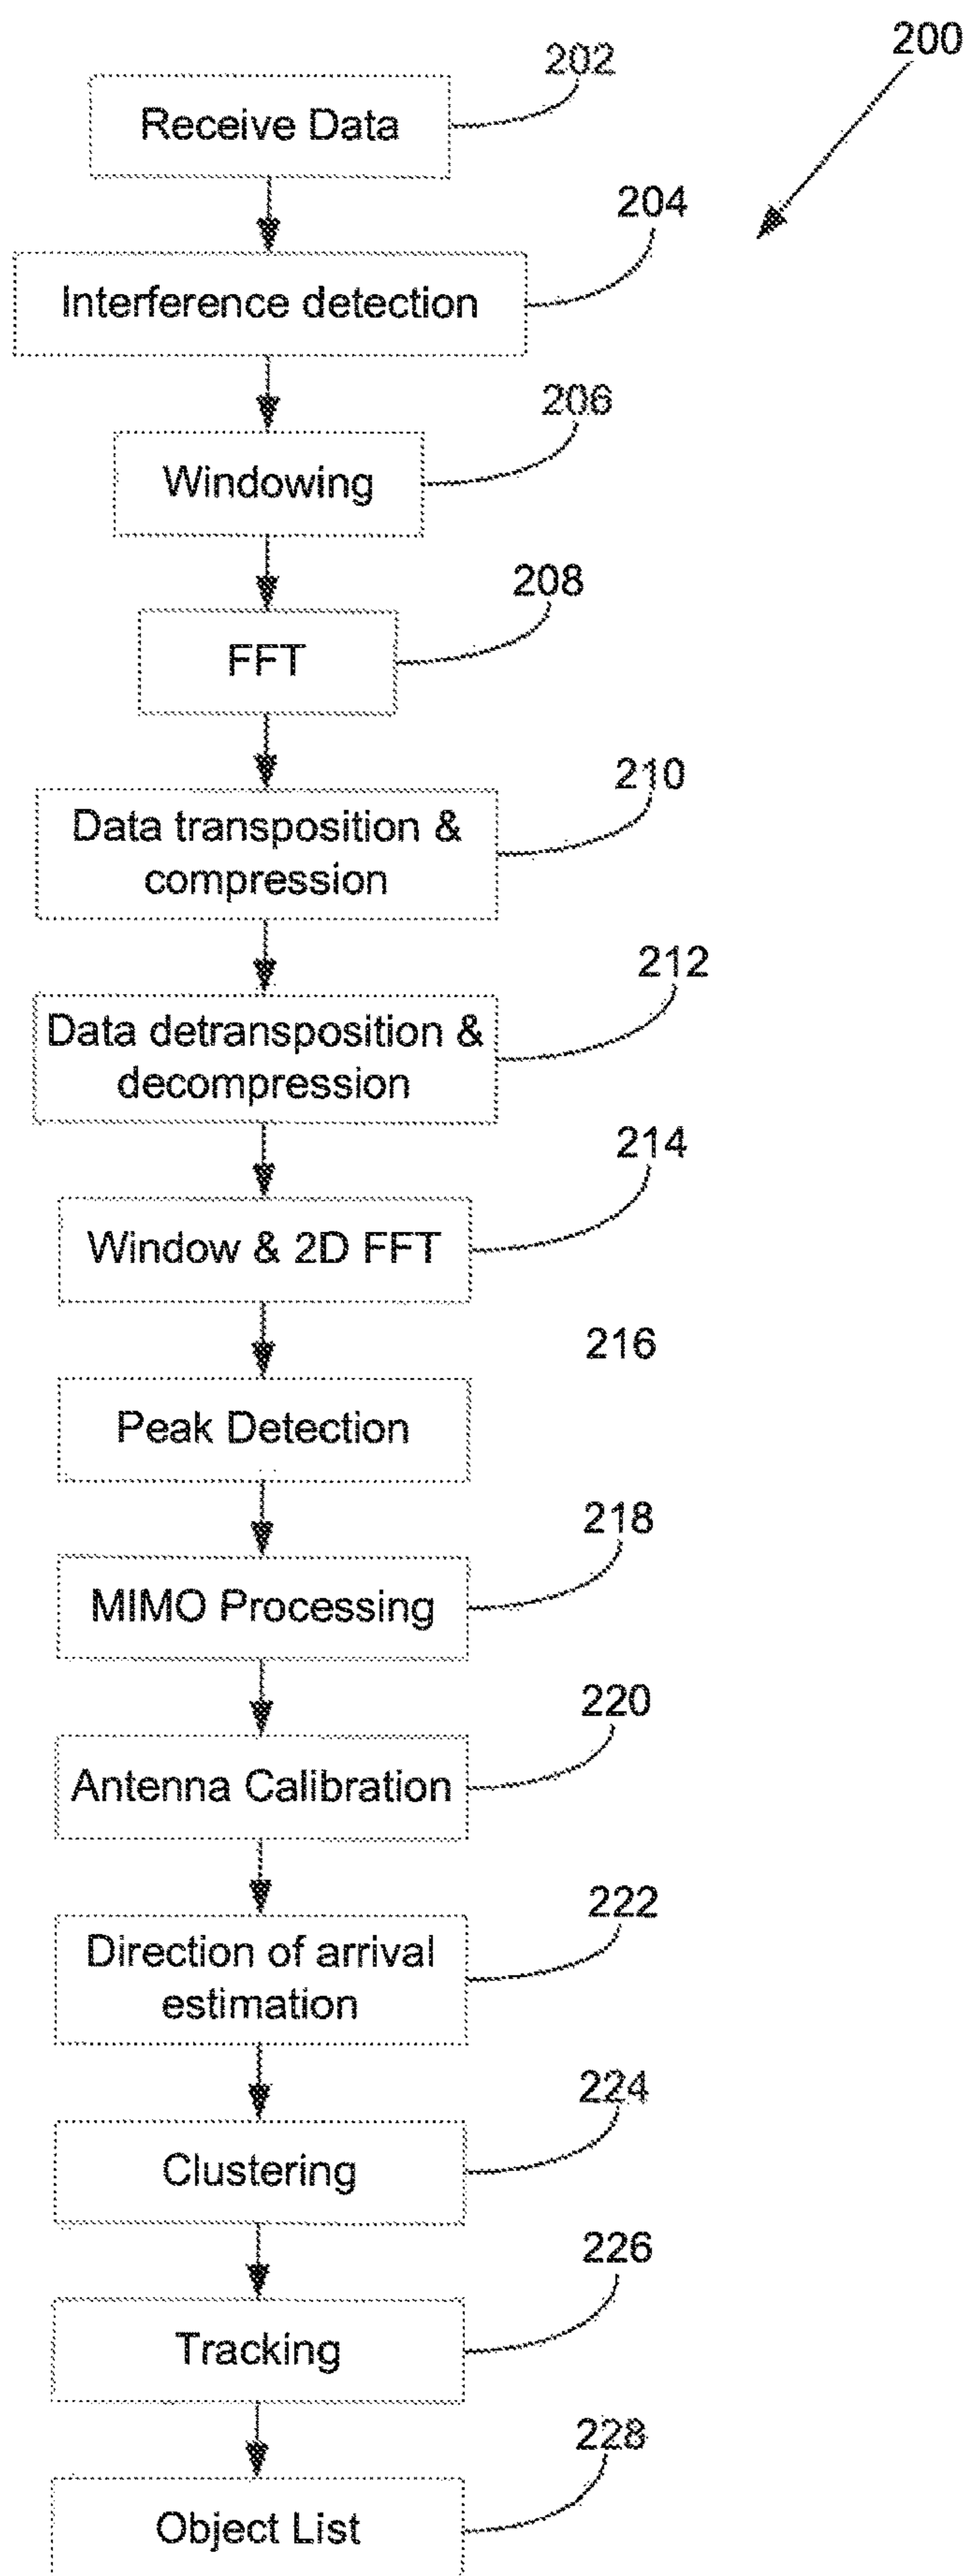 200
202
Receive Data
204
Interference detection
206
Windowing
208
FFT
210
Data transposition &
compression
212
Data detransposition &
decompression
214
Window & 2D FFT
216
Peak Detection
218
MIMO Processing
220
Antenna Calibration
222
Direction of arrival
estimation
224
Clustering
226
Tracking
228
Object List